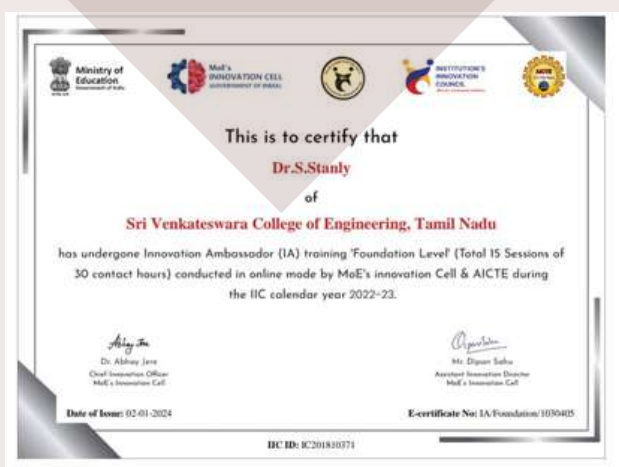 Ministry of
Education
Government of India
MoE's
INNOVATION CELL
(GOVERNMENT OF INDIA)
INSTITUTION'S
INNOVATION
COUNCIL
AICTE
This is to certify that
Dr.S.Stanly
of
Sri Venkateswara College of Engineering, Tamil Nadu
has undergone Innovation Ambassador (IA) training 'Foundation Level' (Total 15 Sessions of
30 contact hours) conducted in online mode by MoE's innovation Cell & AICTE during
the IIC calendar year 2022-23.
Dr. Abhay Jere
Chief Innovation Officer
MoE's Innovation Cell
Mr. Dipan Sahu
Assistant Innovation Director
MoE's Innovation Cell
Date of Issue: 02-01-2024
E-certificate No: IA/Foundation/1030405
IIC ID: IC201810371